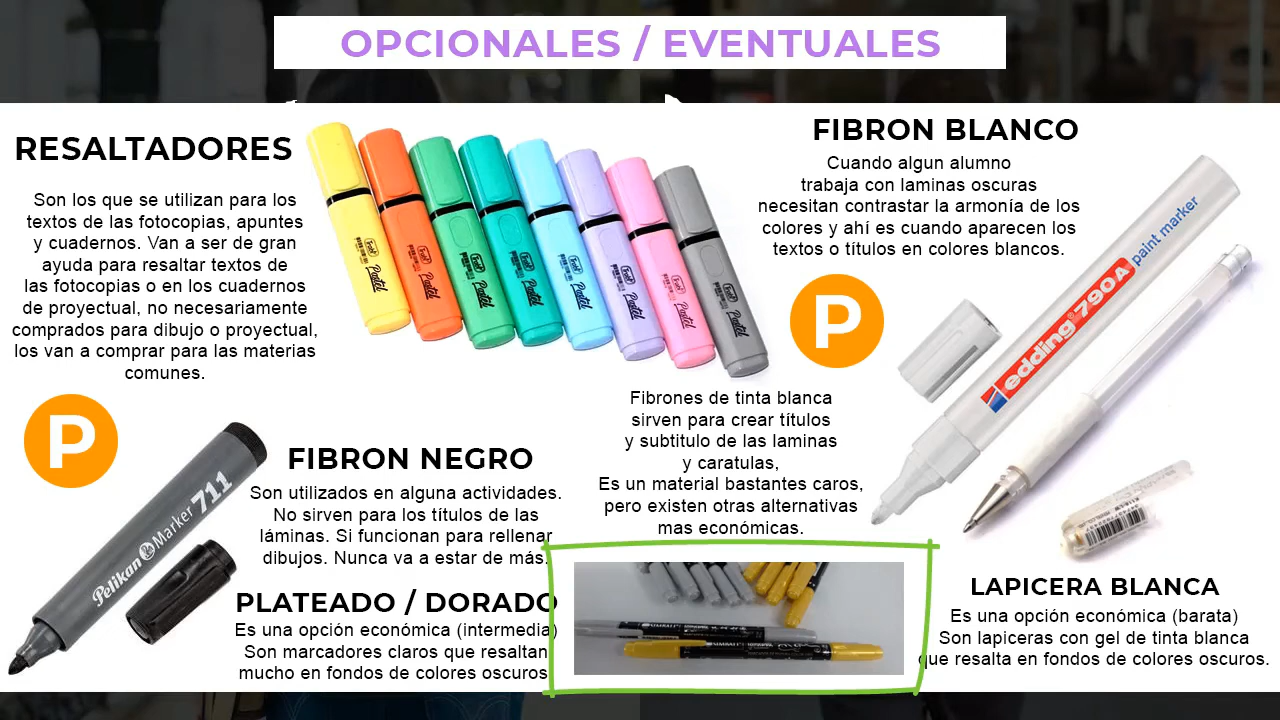 OPCIONALES / EVENTUALES
RESALTADORES
Son los que se utilizan para los
textos de las fotocopias, apuntes
y cuadernos. Van a ser de gran
ayuda para resaltar textos de
las fotocopias o en los cuadernos
de proyectual, no necesariamente
comprados para dibujo o proyectual,
los van a comprar para las materias
comunes.
Pastel
Pastel
Pastel
Pastel
Pastel
Pastel
Pastel
Pastel
FIBRON BLANCO
Cuando algun alumno
trabaja con laminas oscuras
necesitan contrastar la armonía de los
colores y ahí es cuando aparecen los
textos o títulos en colores blancos.
P
edding 790A paint marker
Fibrones de tinta blanca
sirven para crear títulos
y subtitulo de las laminas
y caratulas,
Es un material bastantes caros,
pero existen otras alternativas
mas económicas.
P
Pelikan Marker 711
FIBRON NEGRO
Son utilizados en alguna actividades.
No sirven para los títulos de las
láminas. Si funcionan para rellenar
dibujos. Nunca va a estar de más.
PLATEADO / DORADO
Es una opción económica (intermedia)
Son marcadores claros que resaltan
mucho en fondos de colores oscuros
LAPICERA BLANCA
Es una opción económica (barata)
Son lapiceras con gel de tinta blanca
que resalta en fondos de colores oscuros.